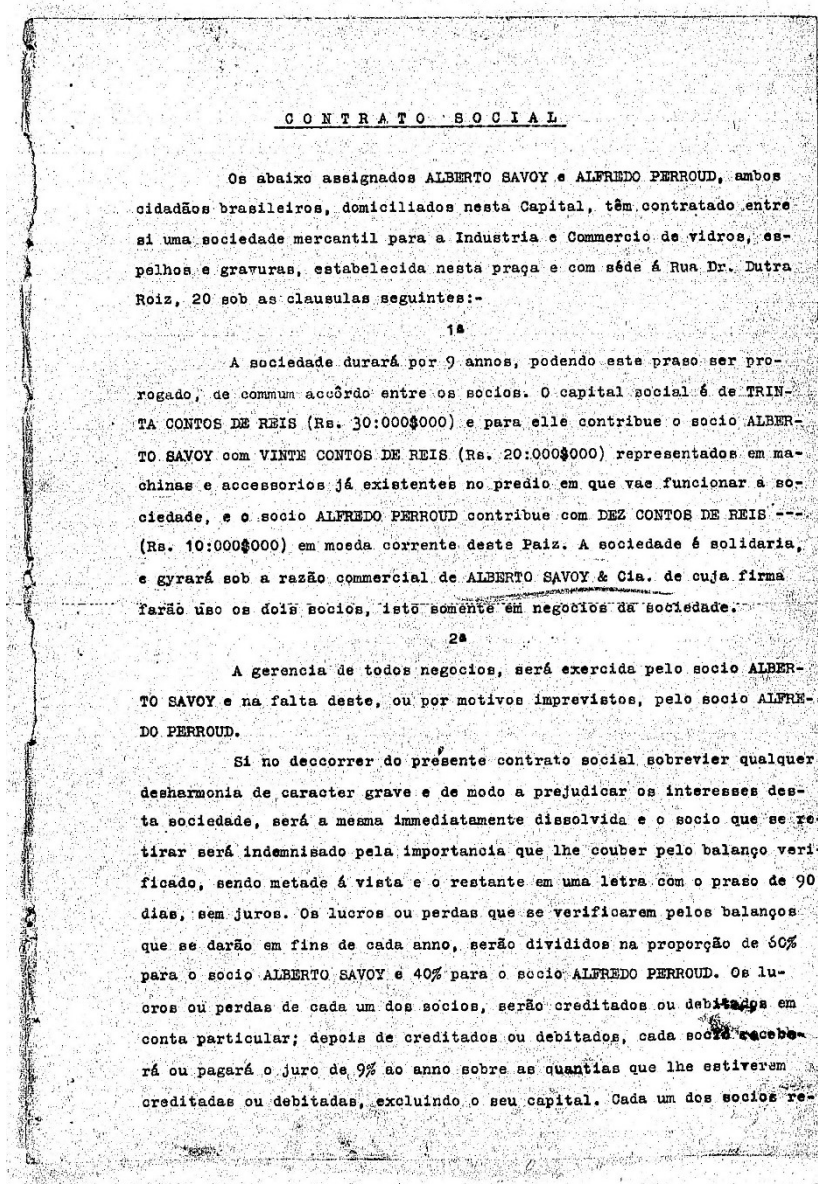 CONTRATO SOCIAL
Os abaixo assignados ALBERTO SAVOY e ALFREDO PERROUD, ambos
cidadãos brasileiros, domiciliados nesta Capital, têm contratado entre
si uma sociedade mercantil para a Industria e Commercio de vidros, es-
pelhos e gravuras, estabelecida nesta praça e com séde á Rua Dr. Dutra
Roiz, 20 sob as clausulas seguintes:-
1ª
A sociedade durará por 9 annos, podendo este praso ser pro-
rogado, de commum accôrdo entre os socios. O capital social é de TRIN-
TA CONTOS DE REIS (Rs. 30:000$000) e para elle contribue o socio ALBER-
TO SAVOY com VINTE CONTOS DE REIS (Rs. 20:000$000) representados em ma-
chinas e accessorios já existentes no predio em que vae funccionar a so-
ciedade, e o socio ALFREDO PERROUD contribue com DEZ CONTOS DE REIS ---
(Rs. 10:000$000) em moeda corrente deste Paiz. A sociedade é solidaria,
e gyrará sob a razão commercial de ALBERTO SAVOY & Cia. de cuja firma
farão uso os dois socios, isto somente em negocios da sociedade.
2ª
A gerencia de todos negocios, será exercida pelo socio ALBER-
TO SAVOY e na falta deste, ou por motivos imprevistos, pelo socio ALFRE-
DO PERROUD.
Si no deccorrer do présente contrato social sobrevier qualquer
desharmonia de caracter grave e de modo a prejudicar os interesses des-
ta sociedade, será a mesma immediatamente dissolvida e o socio que se re-
tirar será indemnisado pela importancia que lhe couber pelo balanço veri-
ficado, sendo metade á vista e o restante em uma letra com o praso de 90
dias, sem juros. Os lucros ou perdas que se verificarem pelos balanços
que se darão em fins de cada anno, serão divididos na proporção de 60%
para o socio ALBERTO SAVOY e 40% para o socio ALFREDO PERROUD. Os lu-
cros ou perdas de cada um dos socios, serão creditados ou debitados em
conta particular; depois de creditados ou debitados, cada socio recebe-
rá ou pagará o juro de 9% ao anno sobre as quantias que lhe estiverem
creditadas ou debitadas, excluindo o seu capital. Cada um dos socios re-